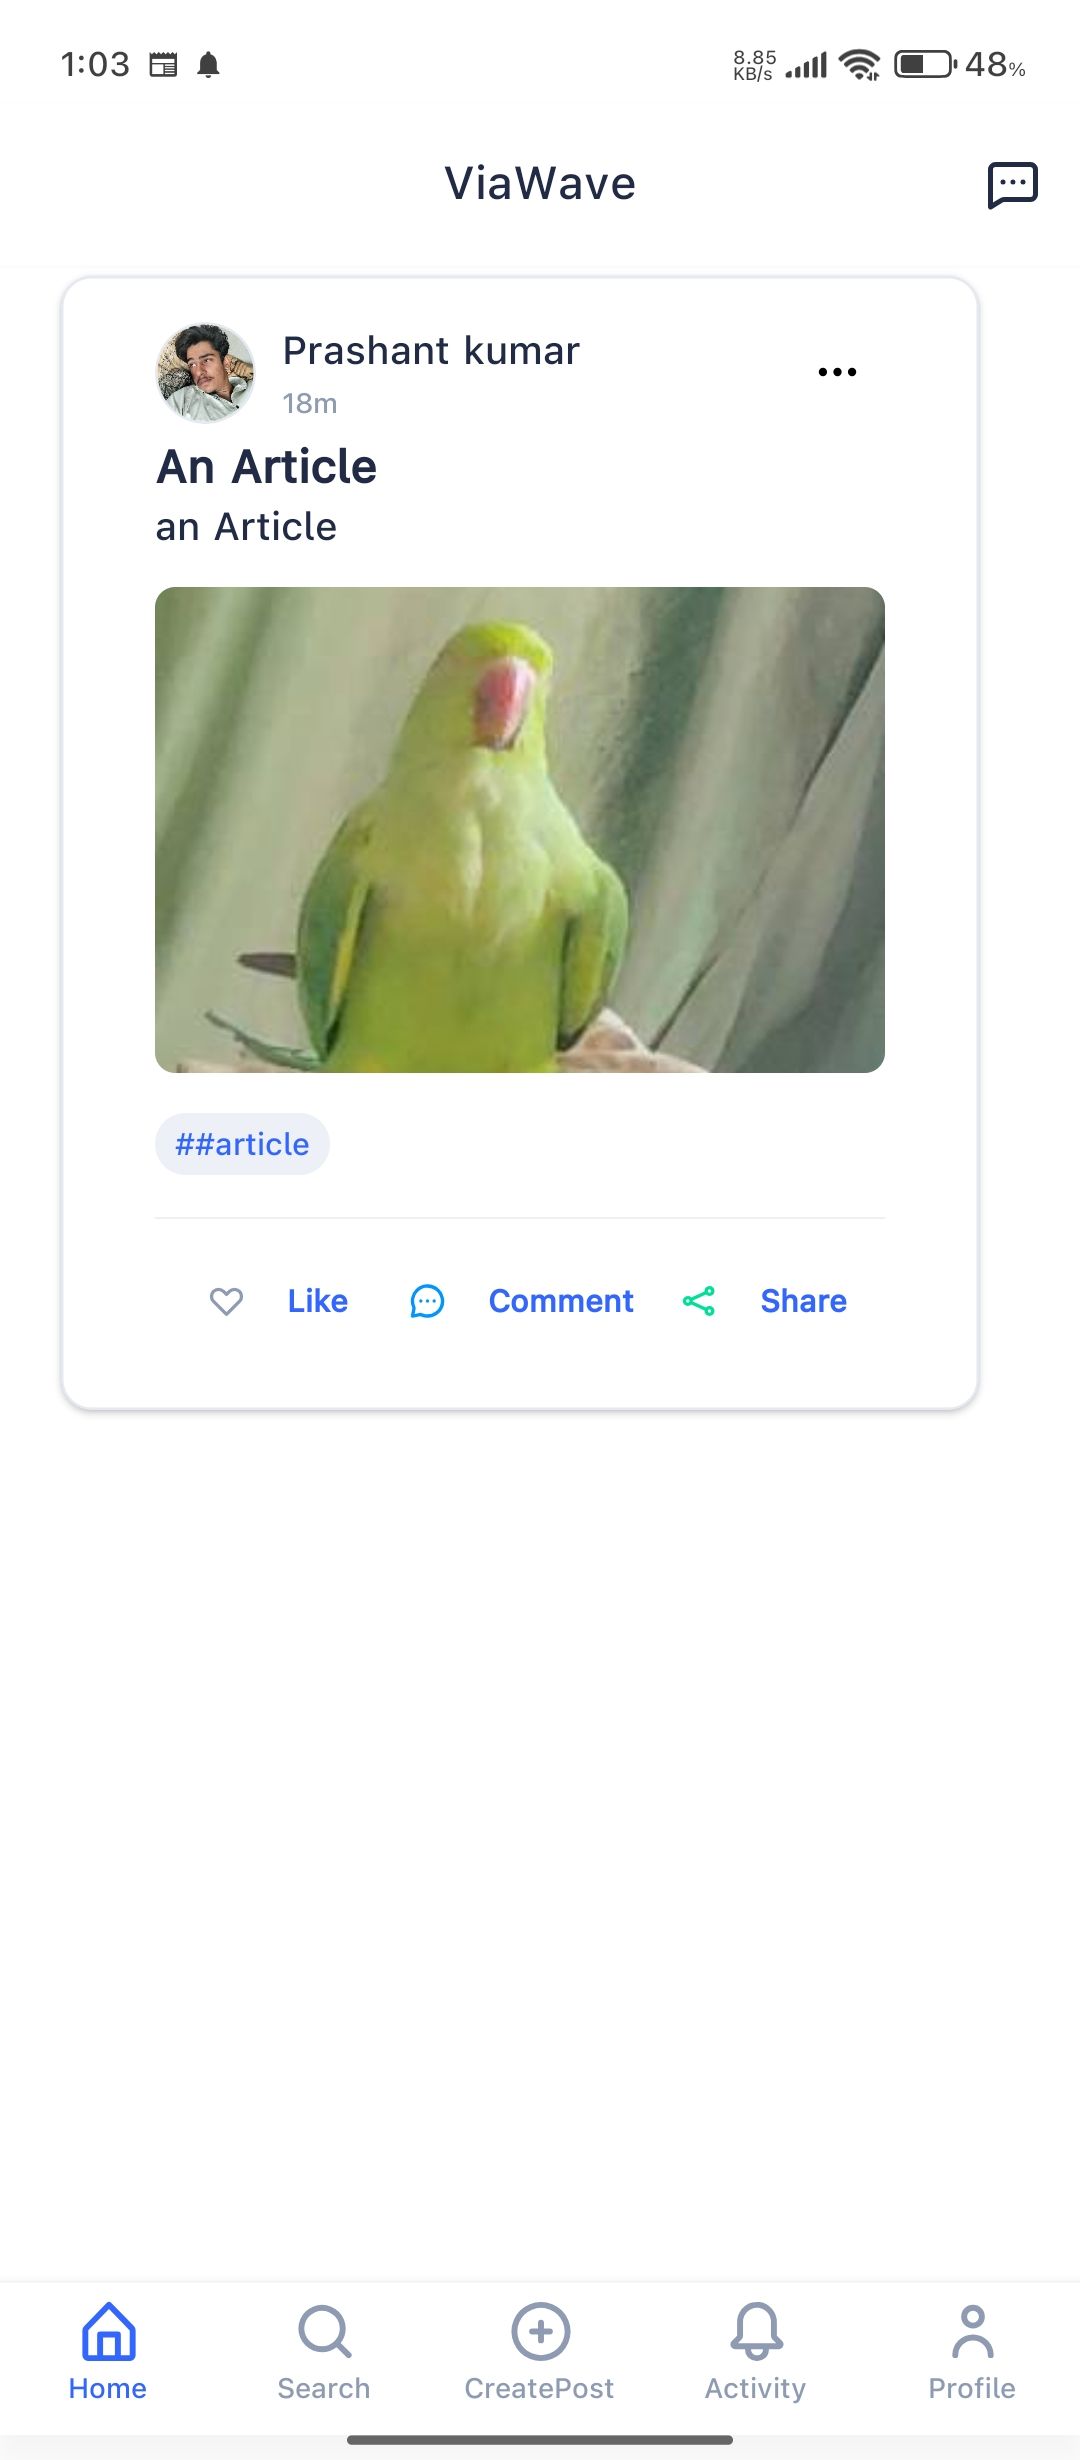 1:03
8.85
KB/s
48%
ViaWave
Prashant kumar
18m
An Article
an Article
##article
Like
Comment
Share
Home
Search
CreatePost
Activity
Profile